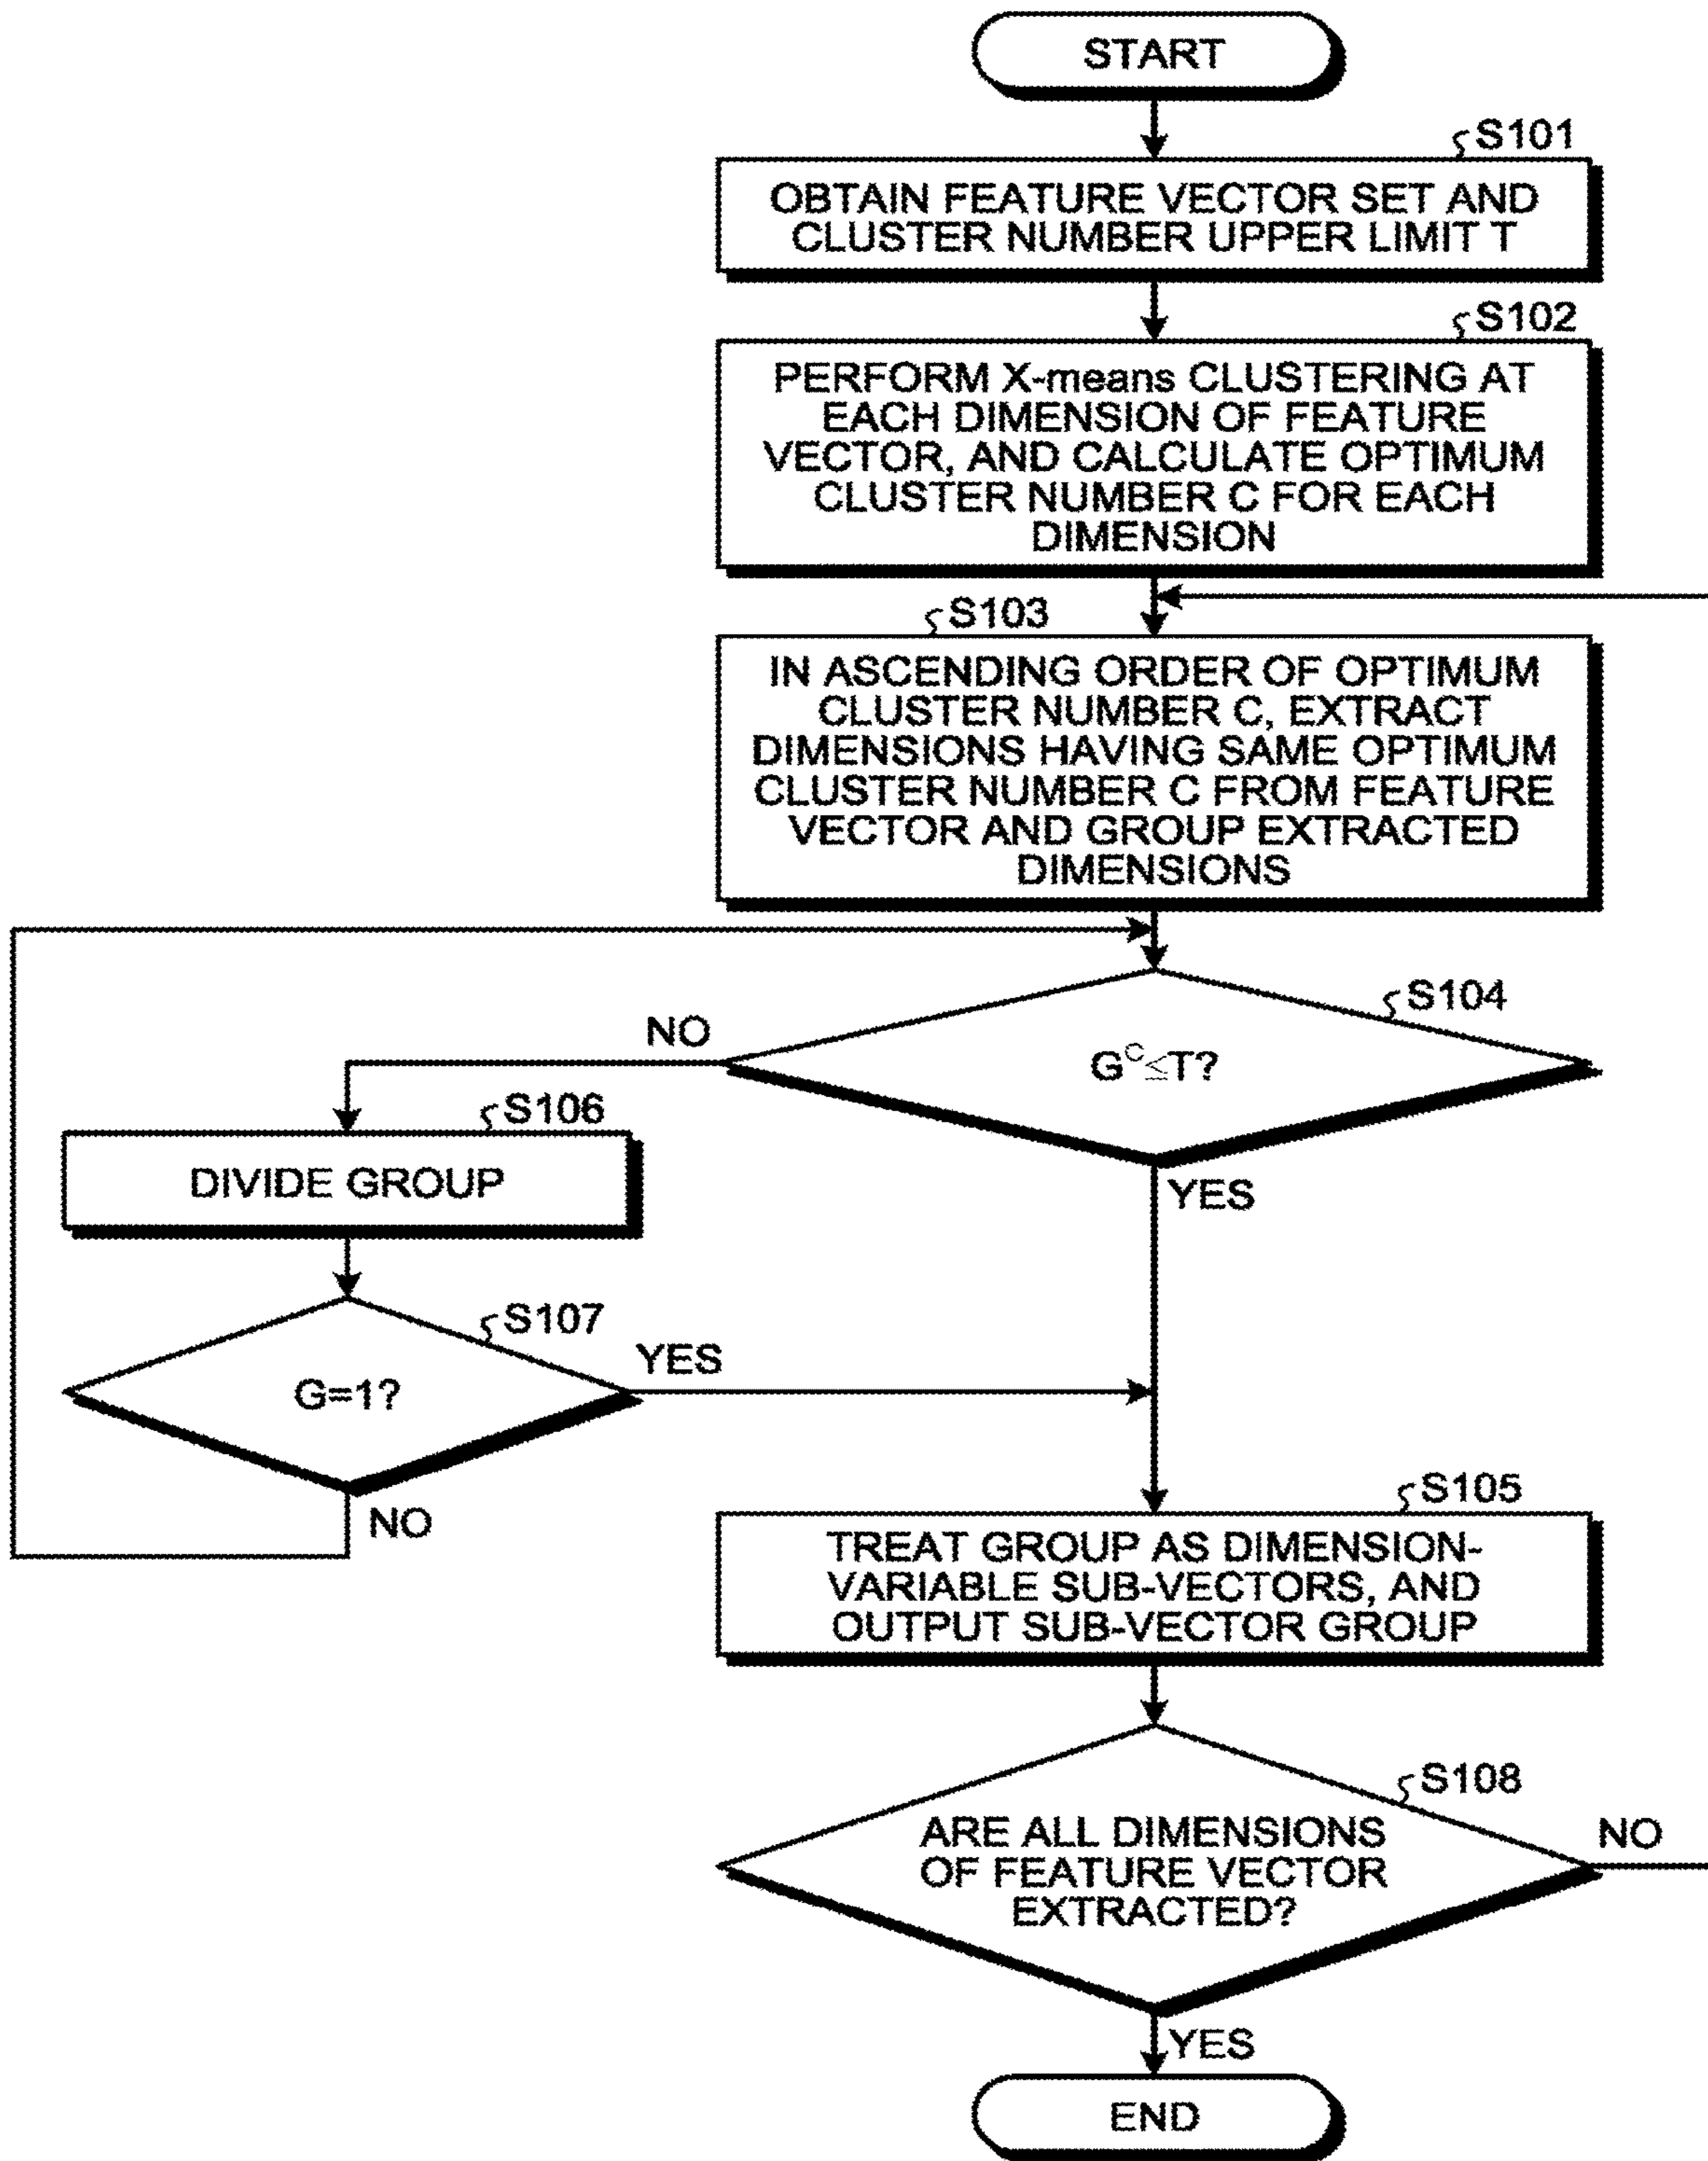 START
S101
OBTAIN FEATURE VECTOR SET AND
CLUSTER NUMBER UPPER LIMIT T
S102
PERFORM X-means CLUSTERING AT
EACH DIMENSION OF FEATURE
VECTOR, AND CALCULATE OPTIMUM
CLUSTER NUMBER C FOR EACH
DIMENSION
S103
IN ASCENDING ORDER OF OPTIMUM
CLUSTER NUMBER C, EXTRACT
DIMENSIONS HAVING SAME OPTIMUM
CLUSTER NUMBER C FROM FEATURE
VECTOR AND GROUP EXTRACTED
DIMENSIONS
S104
NO
G^C≦T?
S106
DIVIDE GROUP
YES
S107
YES
G=1?
NO
S105
TREAT GROUP AS DIMENSION-
VARIABLE SUB-VECTORS, AND
OUTPUT SUB-VECTOR GROUP
S108
ARE ALL DIMENSIONS
OF FEATURE VECTOR
EXTRACTED?
NO
YES
END